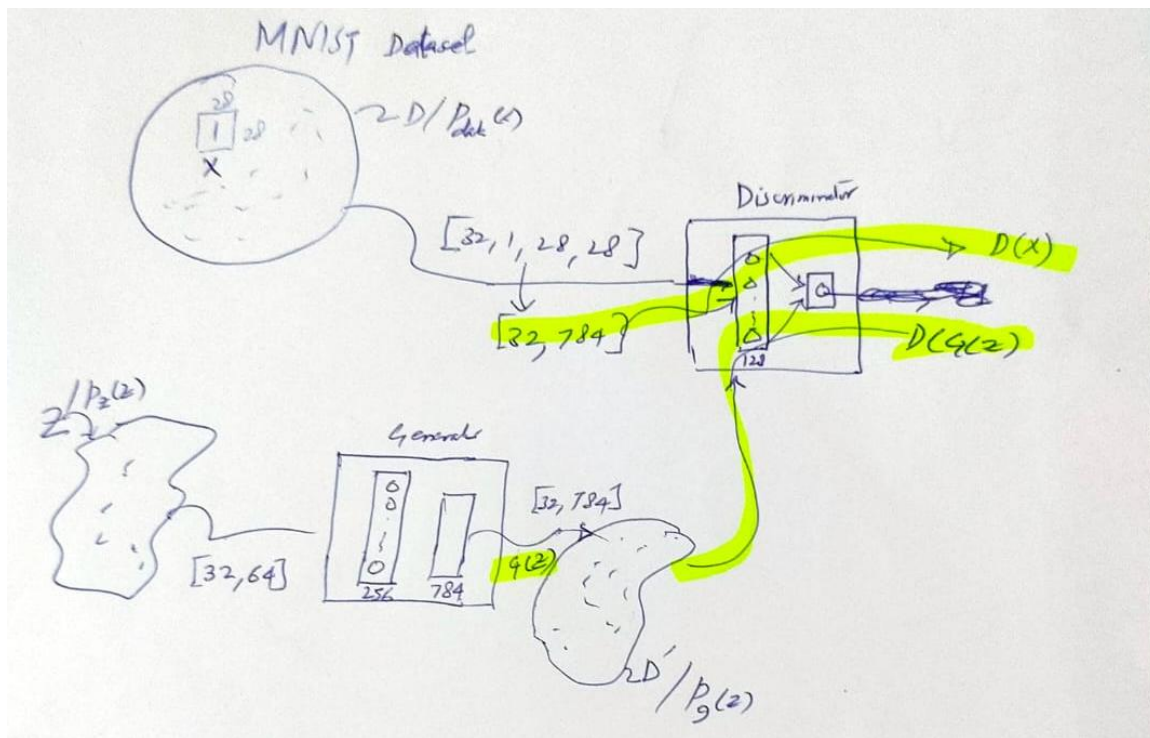 MNIST Dataset
28
1 28
X
D/Pdata(x)
Discriminator
[32, 1, 28, 28]
D(X)
[32, 784]
D(G(Z)
128
Z/Pz(z)
Generator
[32, 784]
G(Z)
[32, 64]
256 784
D'/Pg(z)